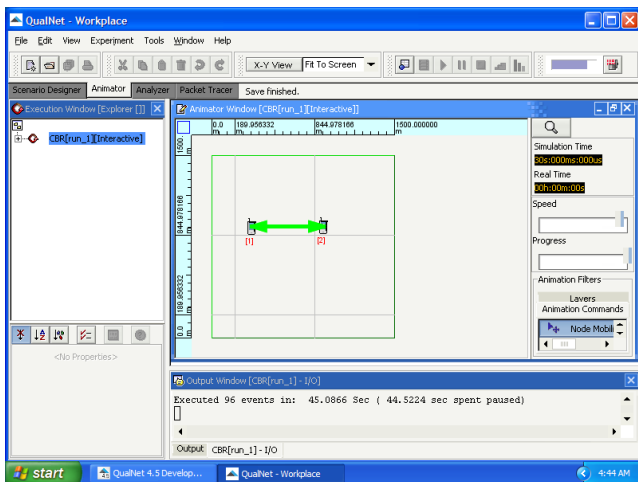 QualNet - Workplace
File Edit View Experiment Tools Window Help
X-Y View Fit To Screen
Scenario Designer Animator Analyzer Packet Tracer Save finished.
Execution Window [Explorer []]
CBR[run_1][Interactive]
Animator Window [CBR[run_1][Interactive]]
0.0 189.956332 844.978166 1500.000000
m m m m
1500.
m
844.978166
m
189.956332
m
0.0
m
[1] [2]
Simulation Time
30s:000ms:000us
Real Time
00h:00m:00s
Speed
Progress
Animation Filters
Layers
Animation Commands
Node Mobili
<No Properties>
Output Window [CBR[run_1] - I/O]
Executed 96 events in: 45.0866 Sec ( 44.5224 sec spent paused)
Output CBR[run_1] - I/O
start QualNet 4.5 Develop... QualNet - Workplace 4:44 AM